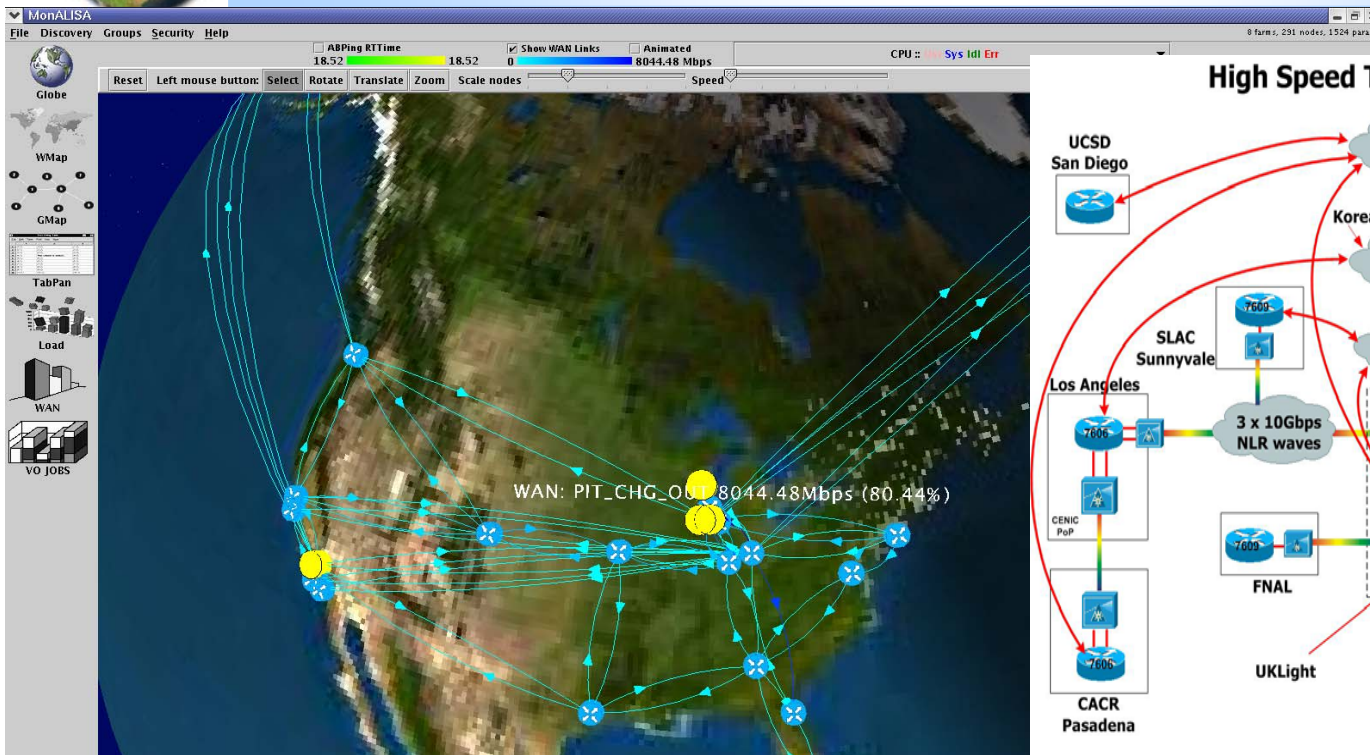 MonALISA
File Discovery Groups Security Help
8 farms, 291 nodes, 1524 para
ABPing RTTime
18.52 18.52
Show WAN Links
0 8044.48 Mbps
Animated
CPU :: Sys Idl Err
Reset Left mouse button: Select Rotate Translate Zoom Scale nodes Speed
Globe
WMap
GMap
TabPan
Load
WAN
VO JOBS
WAN: PIT_CHG_OUT 8044.48Mbps (80.44%)
High Speed T
UCSD
San Diego
Korea
7609
SLAC
Sunnyvale
Los Angeles
7606
3 x 10Gbps
NLR waves
CENIC
PoP
7609
FNAL
7606
UKLight
CACR
Pasadena